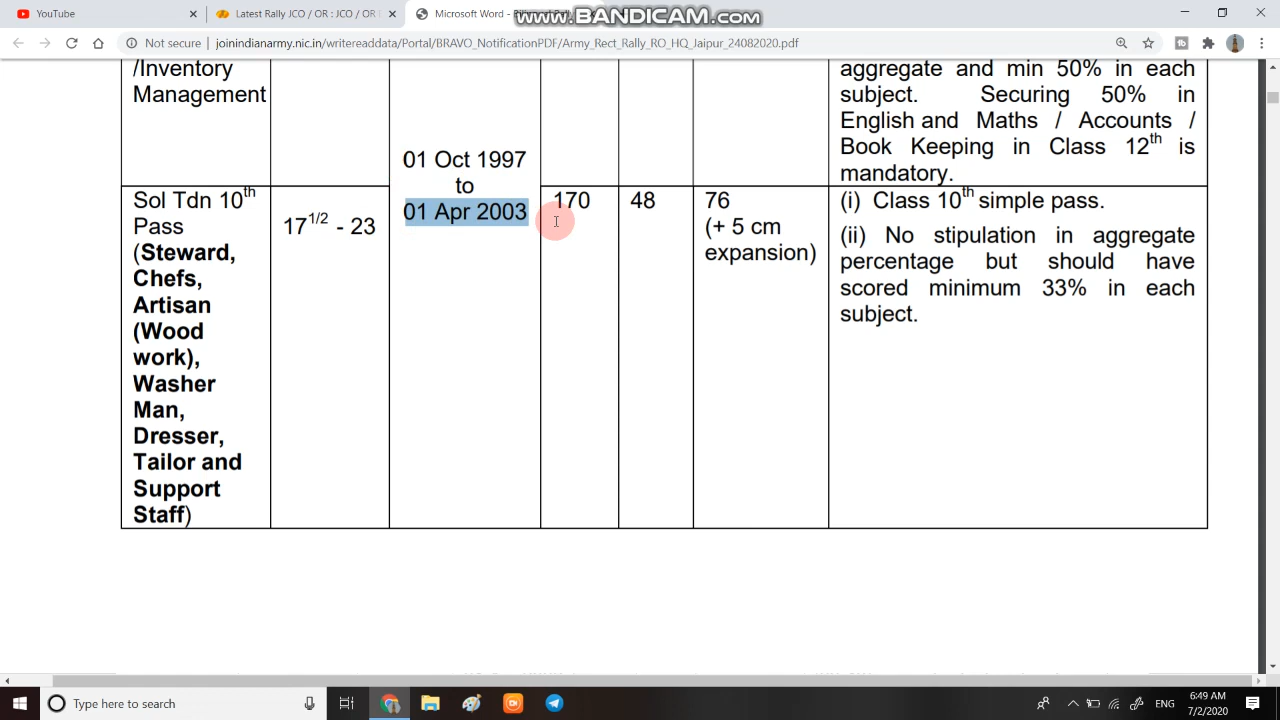 YouTube
Latest Rally JCO / OR : JCO / OR E
Microsoft Word -
www.BANDICAM.com
Not secure | joinindianarmy.nic.in/writereaddata/Portal/BRAVO_NotificationPDF/Army_Rect_Rally_RO_HQ_Jaipur_24082020.pdf
/Inventory
Management
aggregate and min 50% in each
subject. Securing 50% in
English and Maths / Accounts /
Book Keeping in Class 12th is
mandatory.
01 Oct 1997
to
01 Apr 2003
Sol Tdn 10th
Pass
(Steward,
Chefs,
Artisan
(Wood
work),
Washer
Man,
Dresser,
Tailor and
Support
Staff)
17 1/2 - 23
170
48
76
(+ 5 cm
expansion)
(i) Class 10th simple pass.
(ii) No stipulation in aggregate
percentage but should have
scored minimum 33% in each
subject.
Type here to search
ENG
6:49 AM
7/2/2020